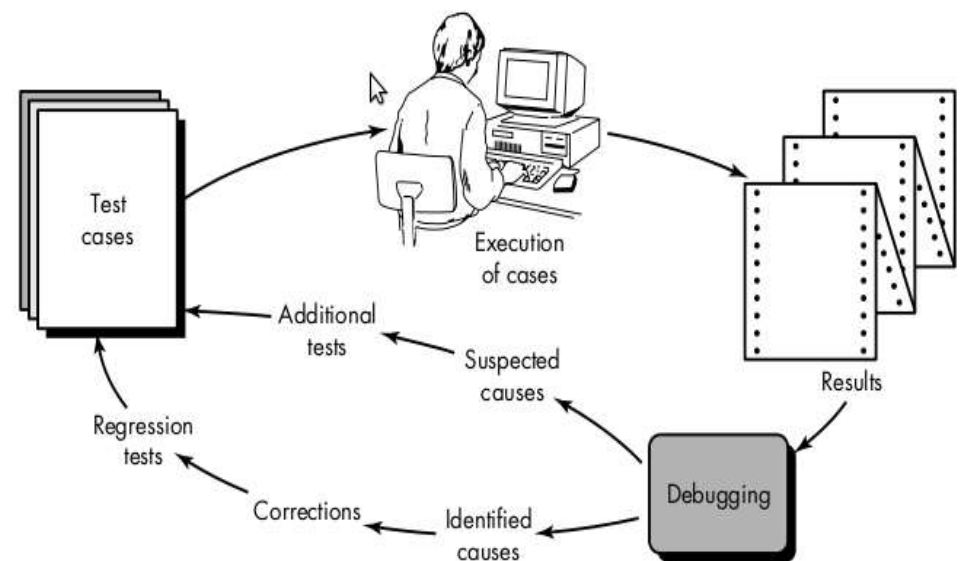 Test
cases
Execution
of cases
Results
Debugging
Suspected
causes
Additional
tests
Identified
causes
Corrections
Regression
tests